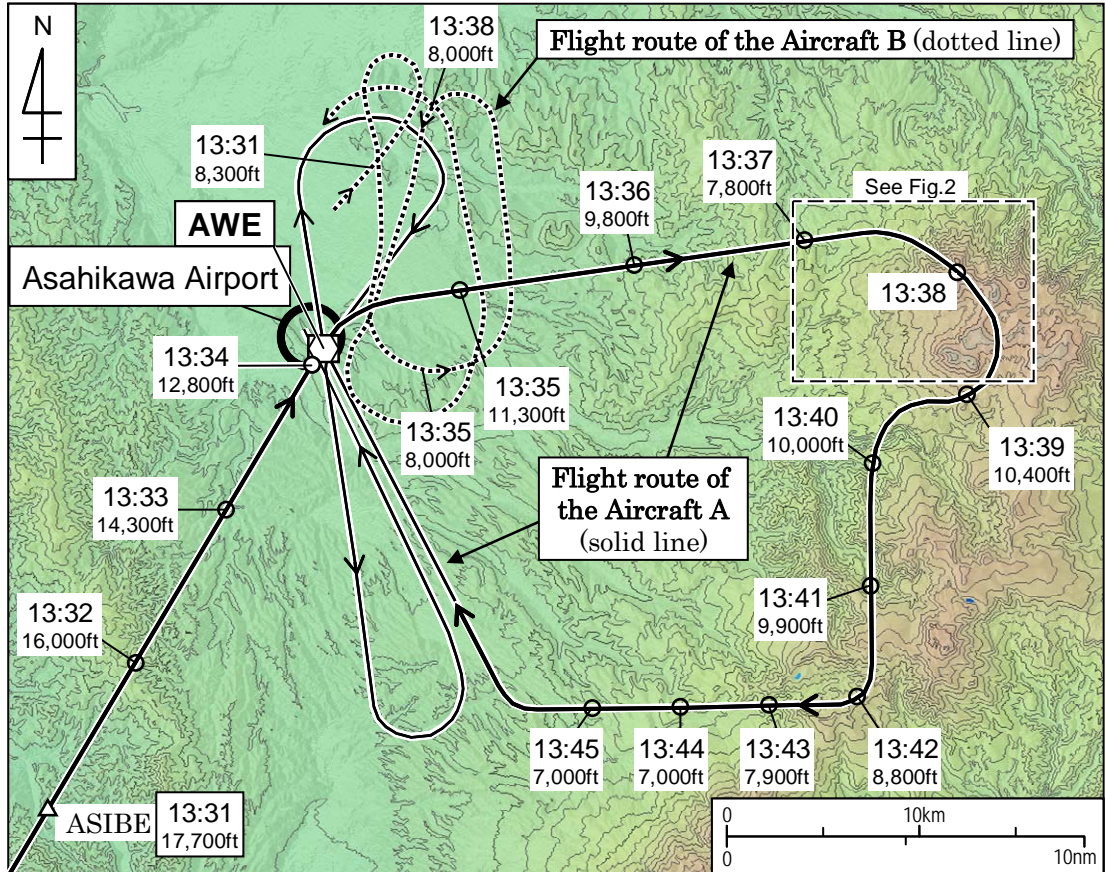 N
13:38
8,000ft
Flight route of the Aircraft B (dotted line)
13:31
8,300ft
13:37
7,800ft
See Fig.2
13:36
9,800ft
AWE
Asahikawa Airport
13:38
13:34
12,800ft
13:35
11,300ft
13:35
8,000ft
13:40
10,000ft
13:39
10,400ft
Flight route of
the Aircraft A
(solid line)
13:33
14,300ft
13:41
9,900ft
13:32
16,000ft
13:45
7,000ft
13:44
7,000ft
13:43
7,900ft
13:42
8,800ft
ASIBE
13:31
17,700ft
0 10km
0 10nm